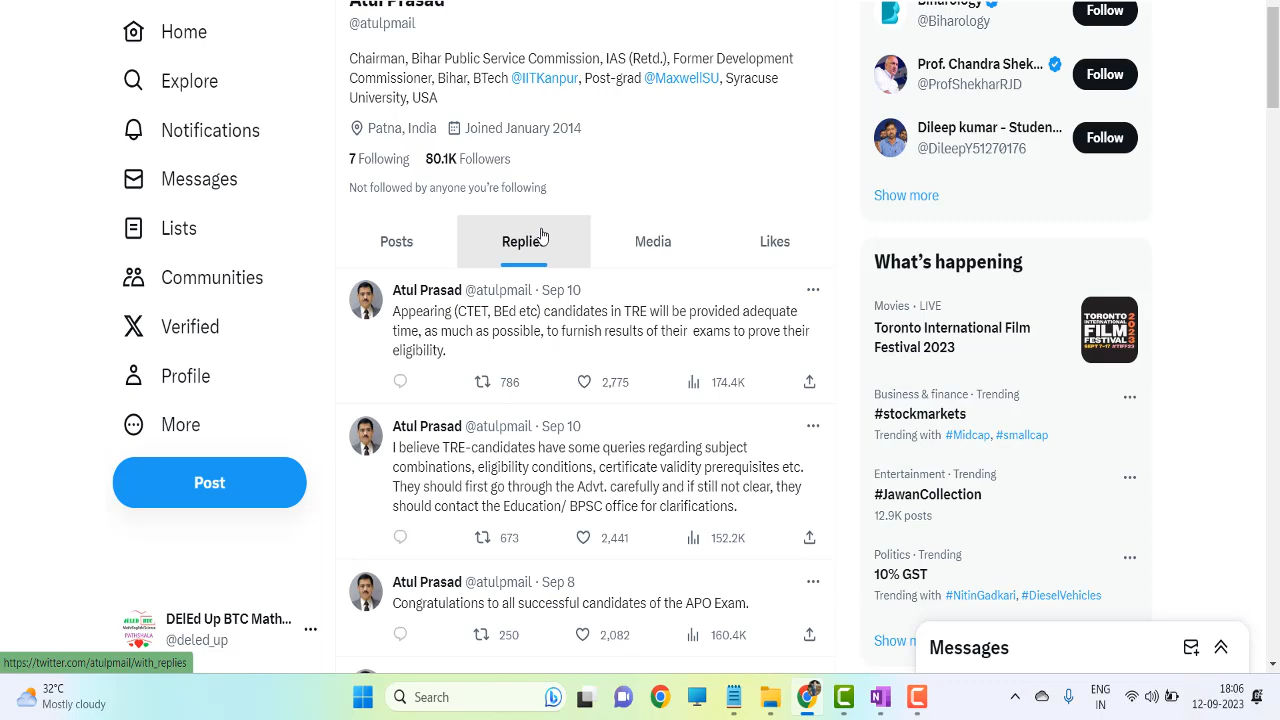 Home
Explore
Notifications
Messages
Lists
Communities
Verified
Profile
More
Post
DelEd Up BTC Math...
@deled_up
https://twitter.com/atulpmail/with_replies
Atul Prasad
@atulpmail
Chairman, Bihar Public Service Commission, IAS (Retd.), Former Development
Commissioner, Bihar, BTech @IITKanpur, Post-grad @MaxwellSU, Syracuse
University, USA
Patna, India Joined January 2014
7 Following 80.1K Followers
Not followed by anyone you're following
Posts Replies Media Likes
Atul Prasad @atulpmail · Sep 10
Appearing (CTET, BEd etc) candidates in TRE will be provided adequate
time,as much as possible, to furnish results of their exams to prove their
eligibility.
786 2,775 174.4K
Atul Prasad @atulpmail · Sep 10
I believe TRE-candidates have some queries regarding subject
combinations, eligibility conditions, certificate validity prerequisites etc.
They should first go through the Advt. carefully and if still not clear, they
should contact the Education/ BPSC office for clarifications.
673 2,441 152.2K
Atul Prasad @atulpmail · Sep 8
Congratulations to all successful candidates of the APO Exam.
250 2,082 160.4K
Biharology
@Biharology
Follow
Prof. Chandra Shek...
@ProfShekharRJD
Follow
Dileep kumar - Studen...
@DileepY51270176
Follow
Show more
What's happening
Movies · LIVE
Toronto International Film
Festival 2023
TORONTO
INTERNATIONAL
FILM
FESTIVAL
2023
SEPT 7–17 #TIFF23
Business & finance · Trending
#stockmarkets
Trending with #Midcap, #smallcap
Entertainment · Trending
#JawanCollection
12.9K posts
Politics · Trending
10% GST
Trending with #NitinGadkari, #DieselVehicles
Show m
Messages
32°C
Mostly cloudy
Search
ENG
IN
12-09-2023